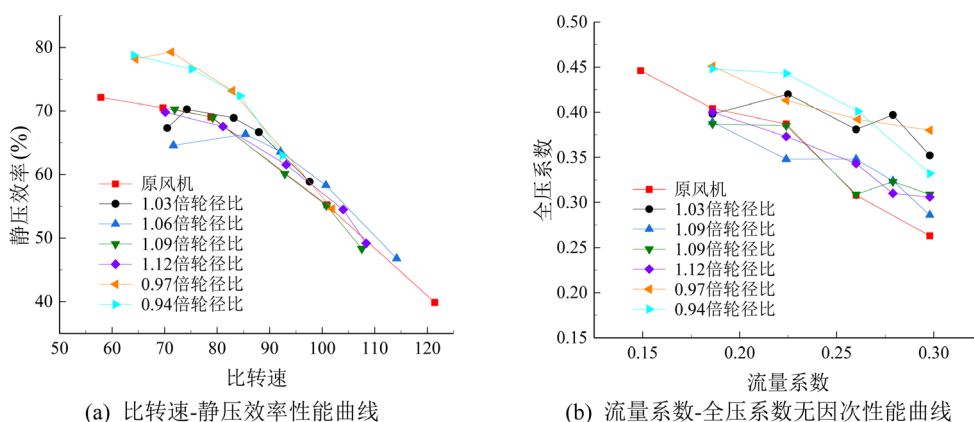 静压效率(%)
80
70
60
50
40
50
60
70
80
90
100
110
120
比转速
原风机
1.03倍轮径比
1.06倍轮径比
1.09倍轮径比
1.12倍轮径比
0.97倍轮径比
0.94倍轮径比
(a) 比转速-静压效率性能曲线
全压系数
0.50
0.45
0.40
0.35
0.30
0.25
0.20
0.15
0.15
0.20
0.25
0.30
流量系数
原风机
1.03倍轮径比
1.09倍轮径比
1.09倍轮径比
1.12倍轮径比
0.97倍轮径比
0.94倍轮径比
(b) 流量系数-全压系数无因次性能曲线